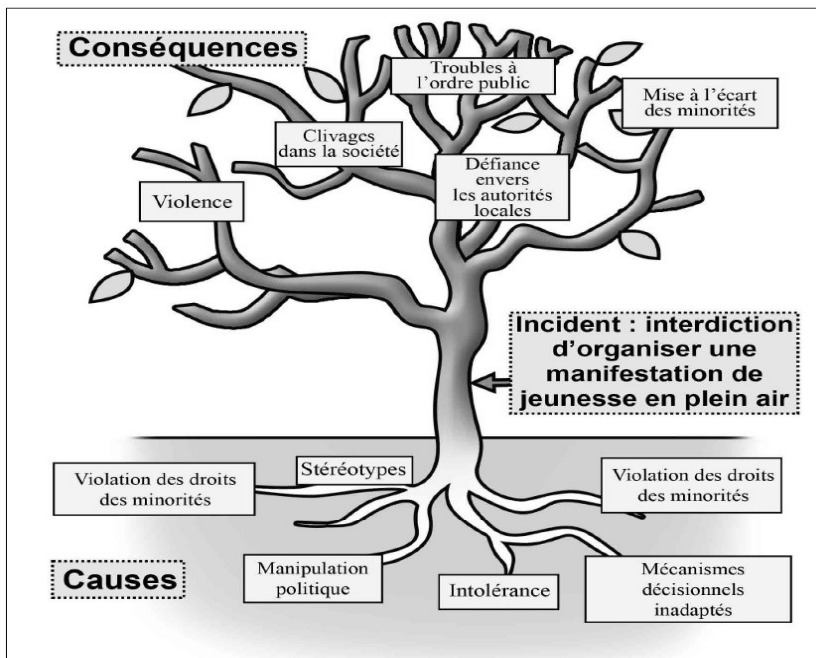 Conséquences
Troubles à
l'ordre public
Mise à l'écart
des minorités
Clivages
dans la société
Défiance
envers
les autorités
locales
Violence
Incident : interdiction
d'organiser une
manifestation de
jeunesse en plein air
Stéréotypes
Violation des droits
des minorités
Violation des droits
des minorités
Manipulation
politique
Intolérance
Mécanismes
décisionnels
inadaptés
Causes